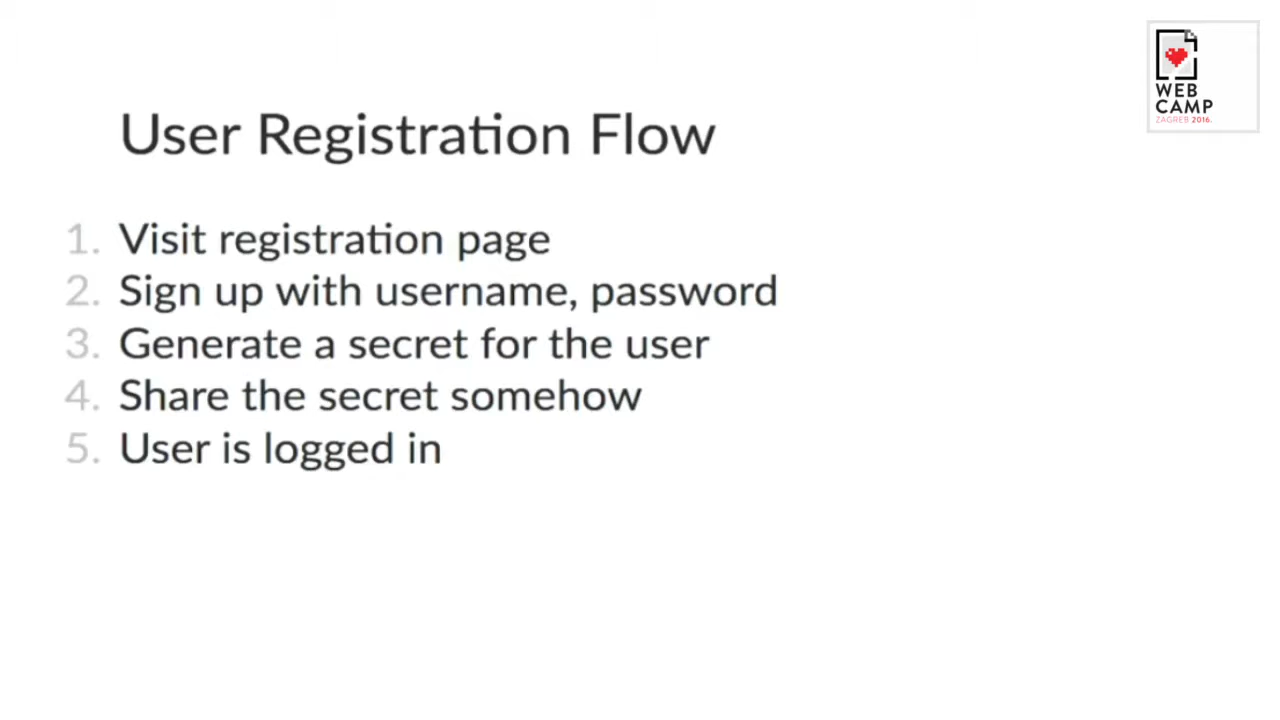 WEB
CAMP
ZAGREB 2016.
User Registration Flow
1. Visit registration page
2. Sign up with username, password
3. Generate a secret for the user
4. Share the secret somehow
5. User is logged in